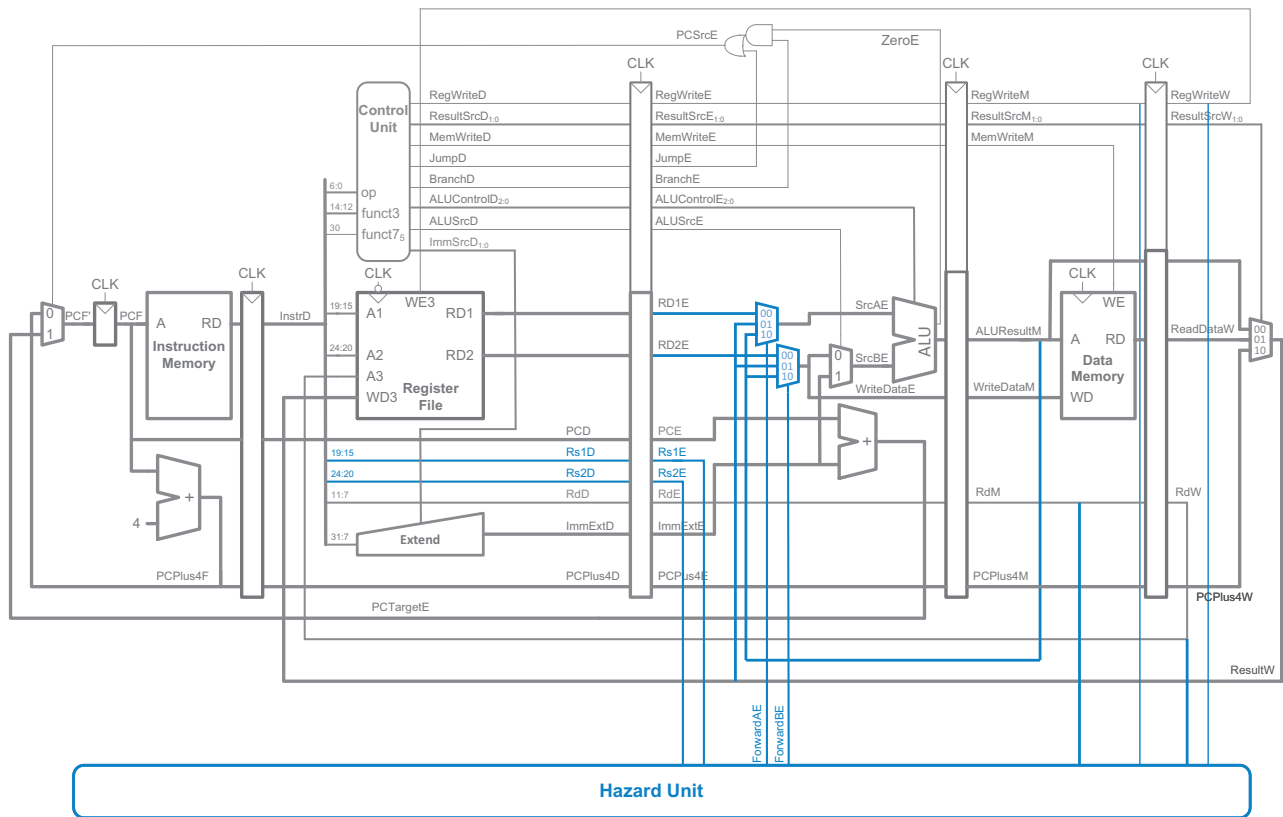 PCSrcE
ZeroE
CLK
CLK
CLK
Control
Unit
RegWriteD
RegWriteE
RegWriteM
RegWriteW
ResultSrcD1:0
ResultSrcE1:0
ResultSrcM1:0
ResultSrcW1:0
MemWriteD
MemWriteE
MemWriteM
JumpD
JumpE
BranchD
BranchE
6:0
op
ALUControlD2:0
ALUControlE2:0
14:12
funct3
ALUSrcD
ALUSrcE
30
funct75
ImmSrcD1:0
CLK
CLK
CLK
CLK
0
1
PCF'
PCF
A
RD
Instruction
Memory
InstrD
19:15
A1
WE3
RD1
RD1E
00
01
10
SrcAE
24:20
A2
RD2
RD2E
00
01
10
0
1
SrcBE
ALU
ALUResultM
A
WE
RD
Data
Memory
WD
ReadDataW
00
01
10
A3
WD3
Register
File
WriteDataE
WriteDataM
PCD
PCE
+
19:15
Rs1D
Rs1E
24:20
Rs2D
Rs2E
11:7
RdD
RdE
RdM
RdW
+
4
31:7
Extend
ImmExtD
ImmExtE
PCPlus4F
PCPlus4D
PCPus4E
PCPlus4M
PCPlus4W
PCTargetE
ResultW
ForwardAE
ForwardBE
Hazard Unit